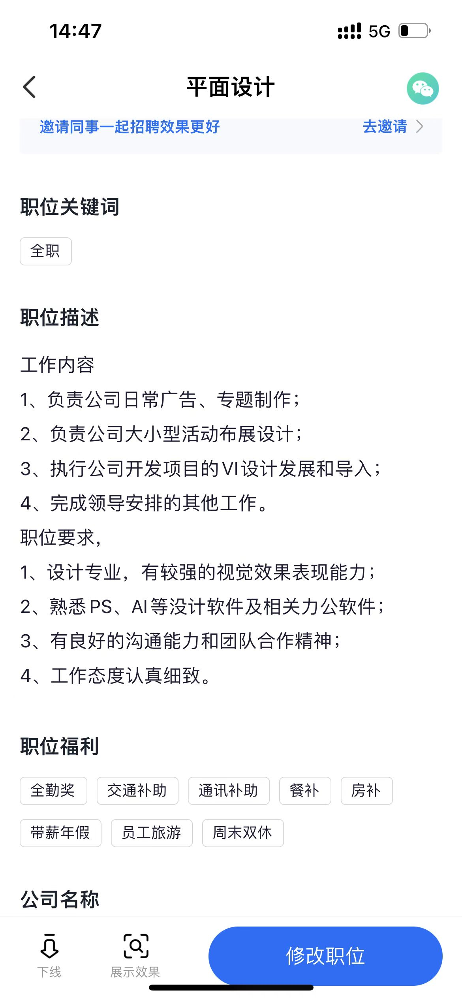 14:47
5G
平面设计
邀请同事一起招聘效果更好
去邀请
职位关键词
全职
职位描述
工作内容
1、负责公司日常广告、专题制作；
2、负责公司大小型活动布展设计；
3、执行公司开发项目的VI设计发展和导入；
4、完成领导安排的其他工作。
职位要求，
1、设计专业，有较强的视觉效果表现能力；
2、熟悉PS、AI等没计软件及相关力公软件；
3、有良好的沟通能力和团队合作精神；
4、工作态度认真细致。
职位福利
全勤奖 交通补助 通讯补助 餐补 房补
带薪年假 员工旅游 周末双休
公司名称
下线
展示效果
修改职位